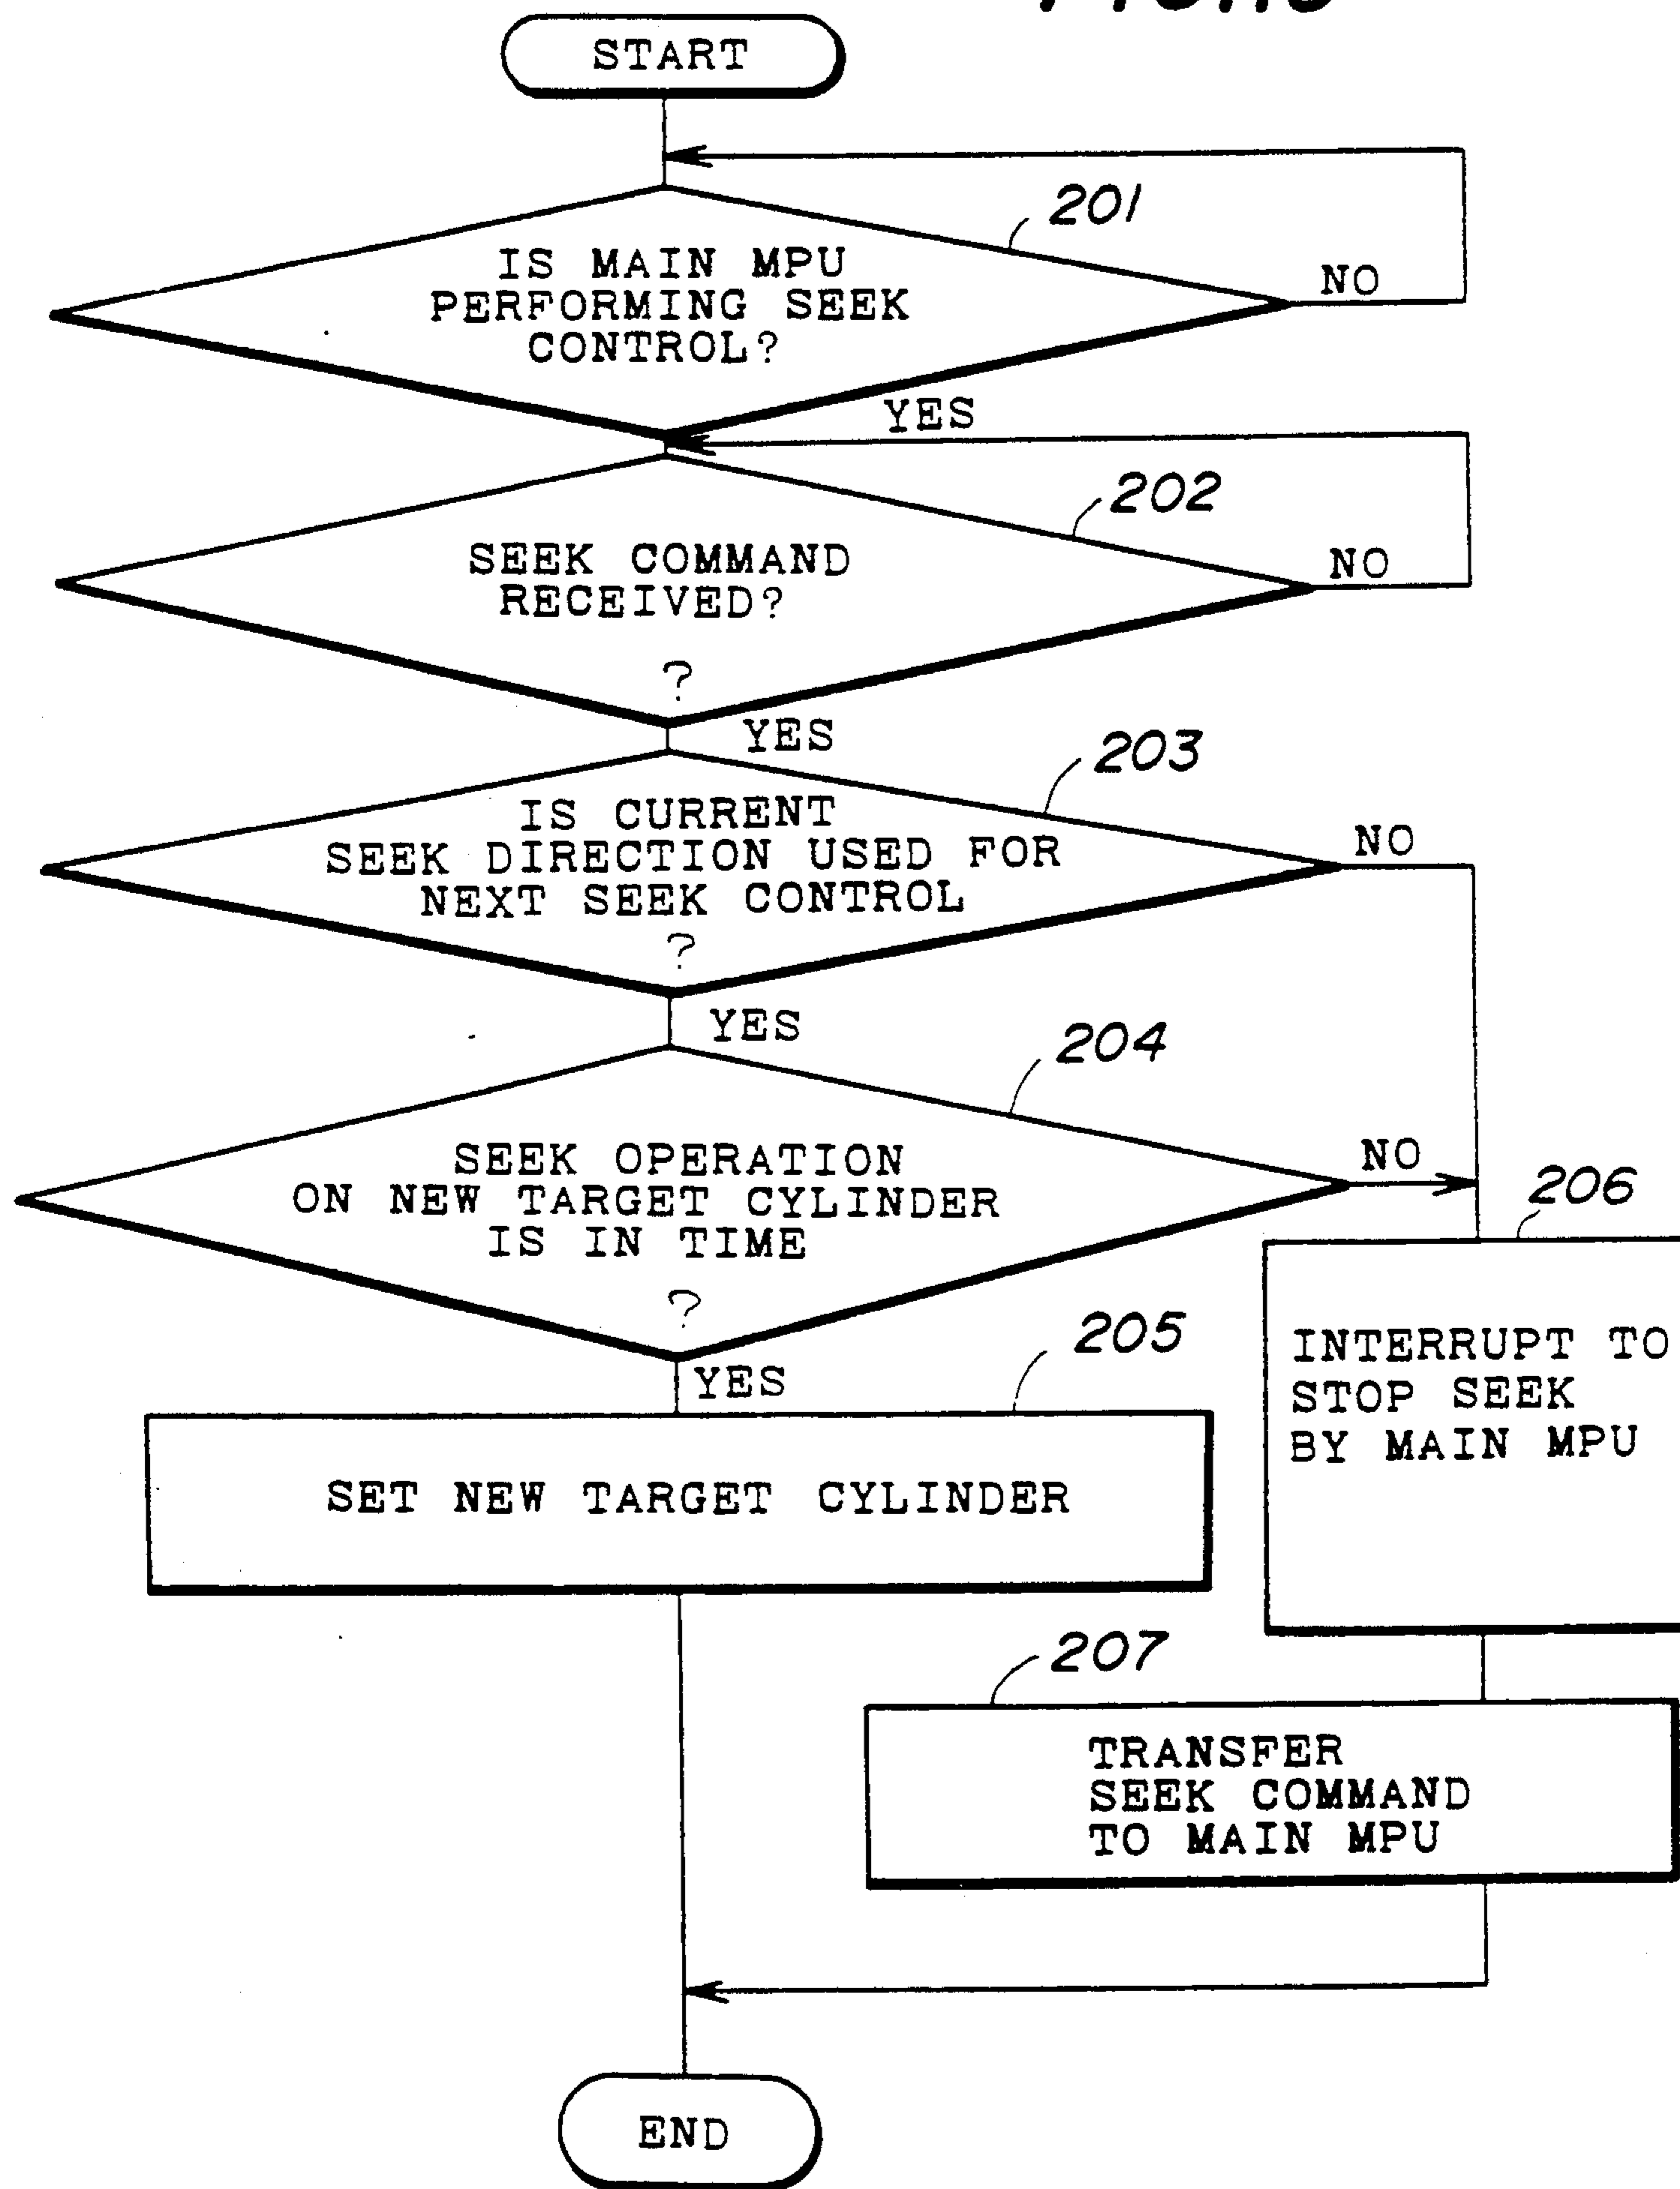 START
201
IS MAIN MPU
PERFORMING SEEK
CONTROL?
NO
YES
202
SEEK COMMAND
RECEIVED?
?
NO
YES
203
IS CURRENT
SEEK DIRECTION USED FOR
NEXT SEEK CONTROL
?
NO
YES
204
SEEK OPERATION
ON NEW TARGET CYLINDER
IS IN TIME
?
NO
YES
205
SET NEW TARGET CYLINDER
206
INTERRUPT TO
STOP SEEK
BY MAIN MPU
207
TRANSFER
SEEK COMMAND
TO MAIN MPU
END